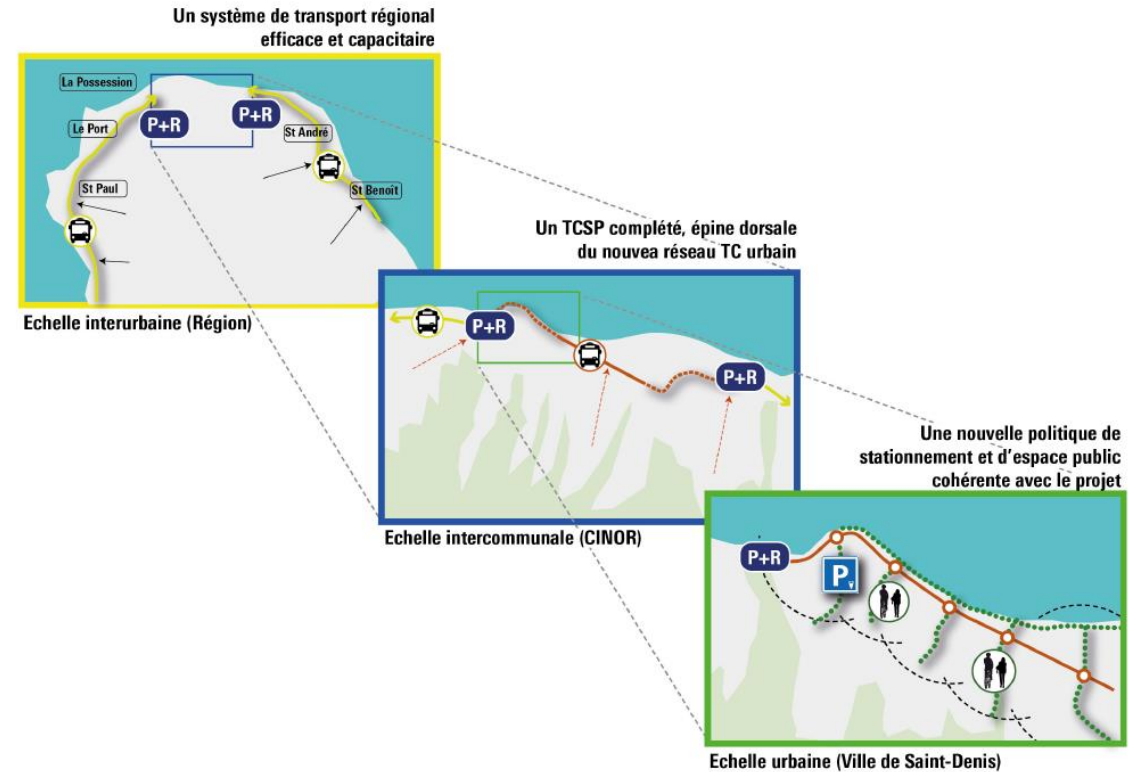 Un système de transport régional
efficace et capacitaire
La Possession
Le Port
P+R
P+R
St André
St Paul
St Benoit
Echelle interurbaine (Région)
Un TCSP complété, épine dorsale
du nouvea réseau TC urbain
P+R
P+R
Echelle intercommunale (CINOR)
Une nouvelle politique de
stationnement et d'espace public
cohérente avec le projet
P+R
P
Echelle urbaine (Ville de Saint-Denis)